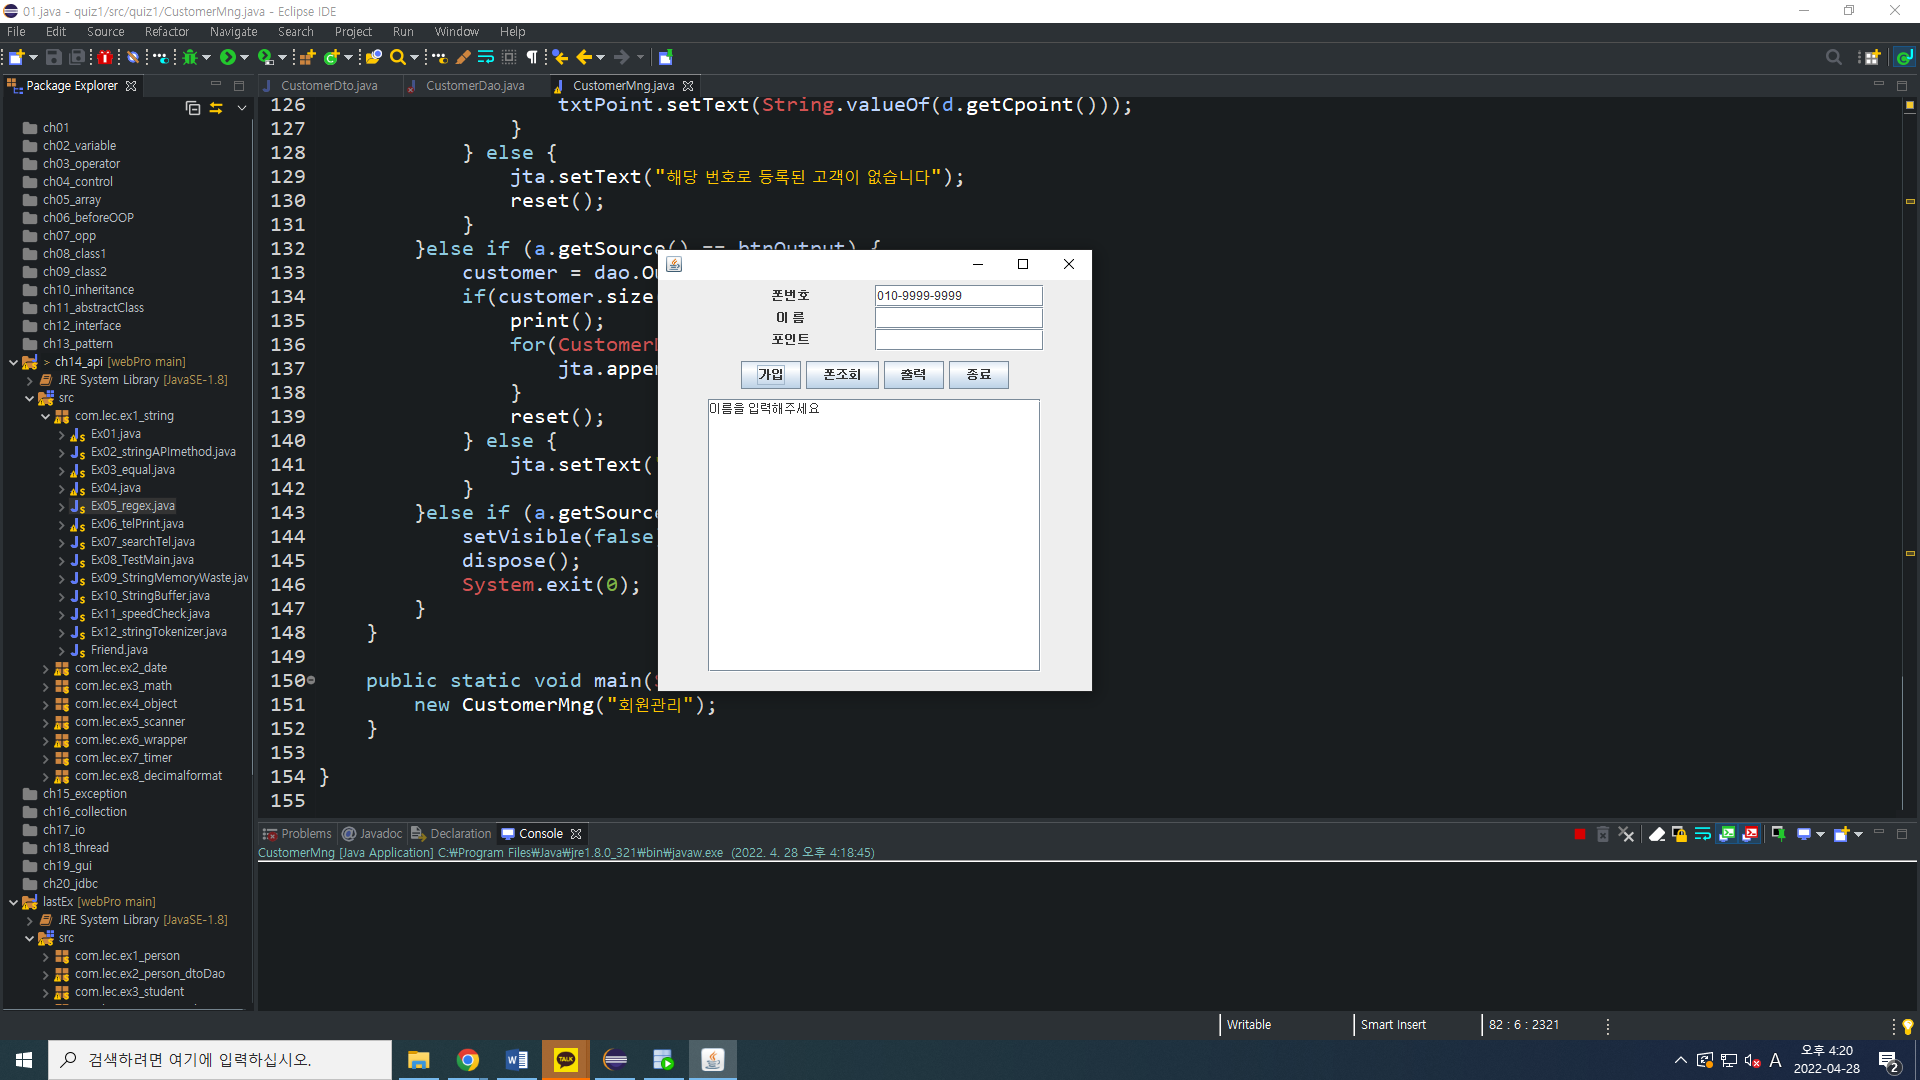 01.java - quiz1/src/quiz1/CustomerMng.java - Eclipse IDE
File Edit Source Refactor Navigate Search Project Run Window Help
Package Explorer
CustomerDto.java CustomerDao.java CustomerMng.java
ch01
ch02_variable
ch03_operator
ch04_control
ch05_array
ch06_beforeOOP
ch07_opp
ch08_class1
ch09_class2
ch10_inheritance
ch11_abstractClass
ch12_interface
ch13_pattern
> ch14_api [webPro main]
JRE System Library [JavaSE-1.8]
src
com.lec.ex1_string
Ex01.java
Ex02_stringAPImethod.java
Ex03_equal.java
Ex04.java
Ex05_regex.java
Ex06_telPrint.java
Ex07_searchTel.java
Ex08_TestMain.java
Ex09_StringMemoryWaste.jav
Ex10_StringBuffer.java
Ex11_speedCheck.java
Ex12_stringTokenizer.java
Friend.java
com.lec.ex2_date
com.lec.ex3_math
com.lec.ex4_object
com.lec.ex5_scanner
com.lec.ex6_wrapper
com.lec.ex7_timer
com.lec.ex8_decimalformat
ch15_exception
ch16_collection
ch17_io
ch18_thread
ch19_gui
ch20_jdbc
lastEx [webPro main]
JRE System Library [JavaSE-1.8]
src
com.lec.ex1_person
com.lec.ex2_person_dtoDao
com.lec.ex3_student
126 txtPoint.setText(String.valueOf(d.getCpoint()));
127 }
128 } else {
129 jta.setText("해당 번호로 등록된 고객이 없습니다");
130 reset();
131 }
132 }else if (a.getSource() == btnOutput) {
133 customer = dao.Ou
134 if(customer.size
135 print();
136 for(Customer
137 jta.appen
138 }
139 reset();
140 } else {
141 jta.setText(
142 }
143 }else if (a.getSource
144 setVisible(false
145 dispose();
146 System.exit(0);
147 }
148 }
149
150 public static void main(
151 new CustomerMng("회원관리");
152 }
153
154 }
155
폰번호 010-9999-9999
이 름
포인트
가입 폰조회 출력 종료
이름을 입력해주세요
Problems Javadoc Declaration Console
CustomerMng [Java Application] C:₩Program Files₩Java₩jre1.8.0_321₩bin₩javaw.exe (2022. 4. 28 오후 4:18:45)
Writable Smart Insert 82 : 6 : 2321
검색하려면 여기에 입력하십시오.
TALK
A
오후 4:20
2022-04-28
2